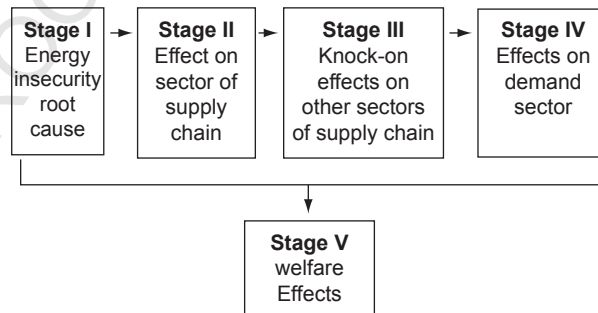 Stage I
Energy
insecurity
root
cause
Stage II
Effect on
sector of
supply
chain
Stage III
Knock-on
effects on
other sectors
of supply chain
Stage IV
Effects on
demand
sector
Stage V
welfare
Effects